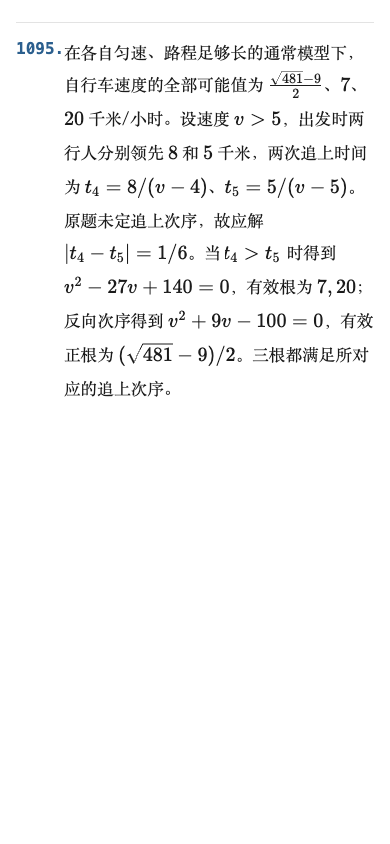 1095. 在各自匀速、路程足够长的通常模型下，
自行车速度的全部可能值为 (√481−9)/2、7、
20 千米/小时。设速度 v > 5，出发时两
行人分别领先 8 和 5 千米，两次追上时间
为 t₄ = 8/(v − 4)、t₅ = 5/(v − 5)。
原题未定追上次序，故应解
|t₄ − t₅| = 1/6。当 t₄ > t₅ 时得到
v² − 27v + 140 = 0，有效根为 7, 20；
反向次序得到 v² + 9v − 100 = 0，有效
正根为 (√481 − 9)/2。三根都满足所对
应的追上次序。